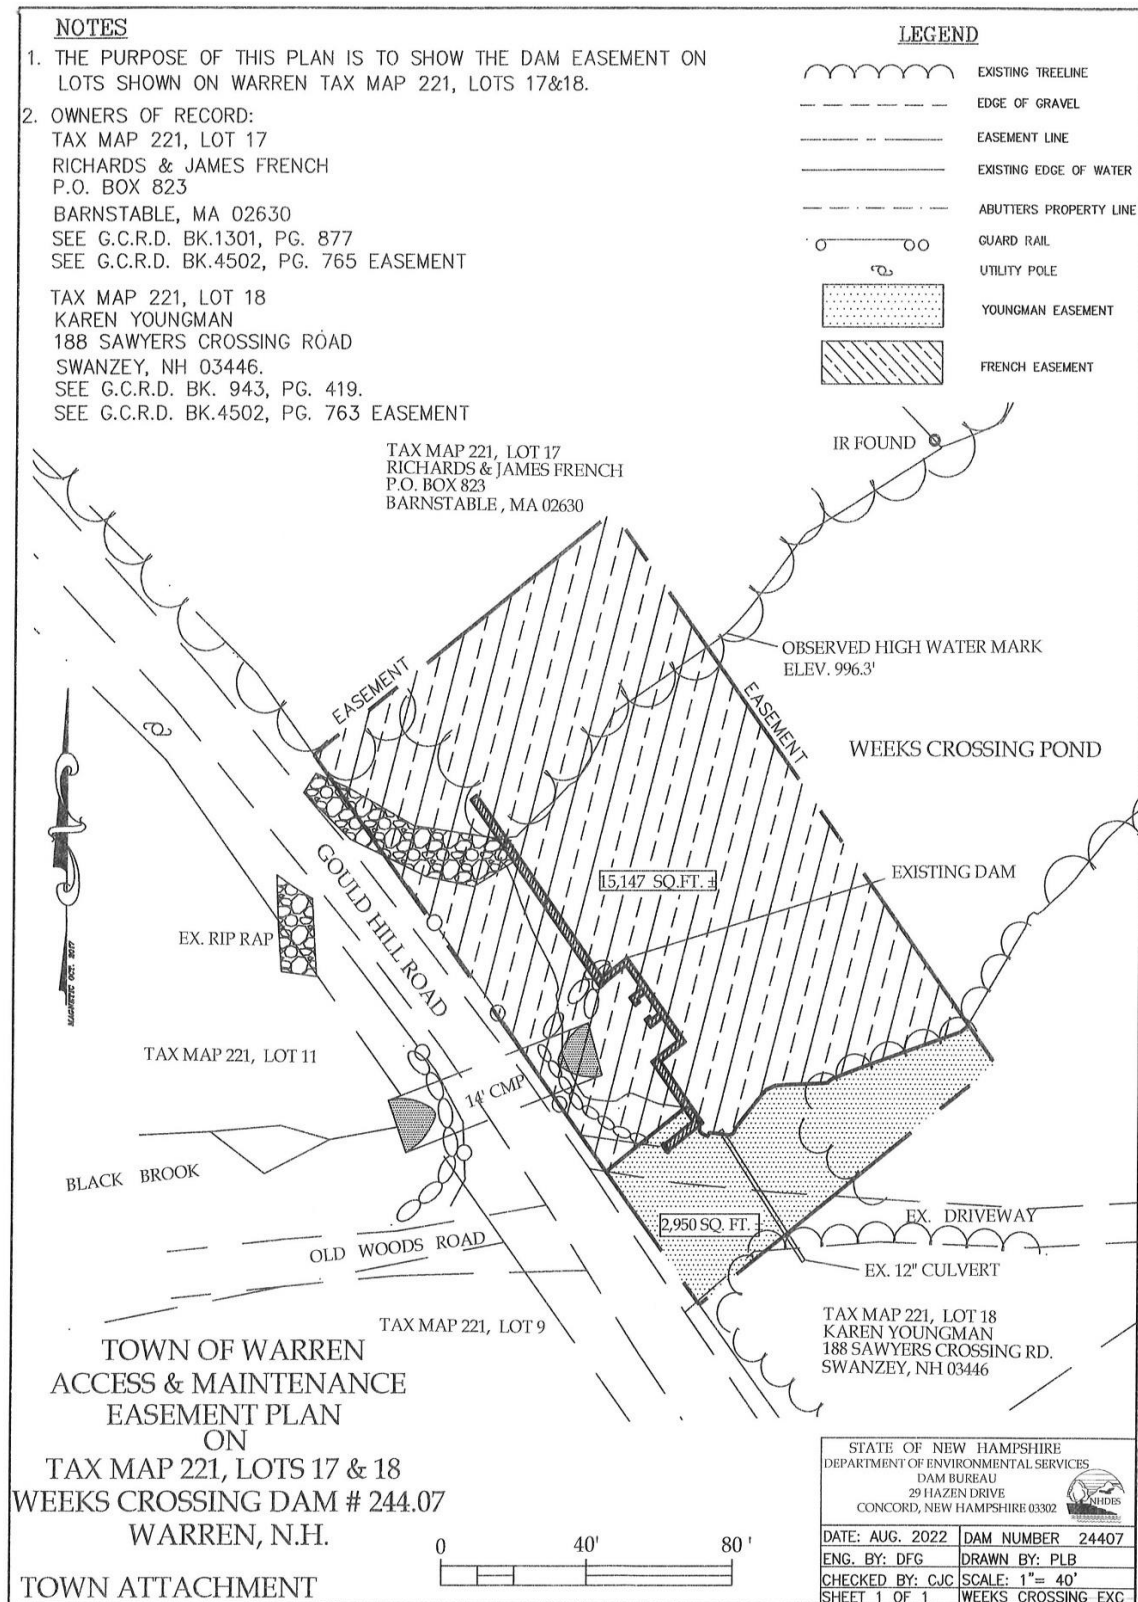 NOTES
1. THE PURPOSE OF THIS PLAN IS TO SHOW THE DAM EASEMENT ON
LOTS SHOWN ON WARREN TAX MAP 221, LOTS 17&18.
2. OWNERS OF RECORD:
TAX MAP 221, LOT 17
RICHARDS & JAMES FRENCH
P.O. BOX 823
BARNSTABLE, MA 02630
SEE G.C.R.D. BK.1301, PG. 877
SEE G.C.R.D. BK.4502, PG. 765 EASEMENT
TAX MAP 221, LOT 18
KAREN YOUNGMAN
188 SAWYERS CROSSING ROAD
SWANZEY, NH 03446.
SEE G.C.R.D. BK. 943, PG. 419.
SEE G.C.R.D. BK.4502, PG. 763 EASEMENT
LEGEND
EXISTING TREELINE
EDGE OF GRAVEL
EASEMENT LINE
EXISTING EDGE OF WATER
ABUTTERS PROPERTY LINE
GUARD RAIL
UTILITY POLE
YOUNGMAN EASEMENT
FRENCH EASEMENT
TAX MAP 221, LOT 17
RICHARDS & JAMES FRENCH
P.O. BOX 823
BARNSTABLE, MA 02630
IR FOUND
OBSERVED HIGH WATER MARK
ELEV. 996.3'
EASEMENT
EASEMENT
WEEKS CROSSING POND
GOULD HILL ROAD
15,147 SQ.FT. ±
EXISTING DAM
EX. RIP RAP
MAGNETIC OCT. 2017
TAX MAP 221, LOT 11
14' CMP
BLACK BROOK
OLD WOODS ROAD
2,950 SQ. FT. ±
EX. DRIVEWAY
EX. 12" CULVERT
TAX MAP 221, LOT 9
TAX MAP 221, LOT 18
KAREN YOUNGMAN
188 SAWYERS CROSSING RD.
SWANZEY, NH 03446
TOWN OF WARREN
ACCESS & MAINTENANCE
EASEMENT PLAN
ON
TAX MAP 221, LOTS 17 & 18
WEEKS CROSSING DAM # 244.07
WARREN, N.H.
TOWN ATTACHMENT
0 40' 80'
STATE OF NEW HAMPSHIRE
DEPARTMENT OF ENVIRONMENTAL SERVICES
DAM BUREAU
29 HAZEN DRIVE
CONCORD, NEW HAMPSHIRE 03302
NHDES
DATE: AUG. 2022 DAM NUMBER 24407
ENG. BY: DFG DRAWN BY: PLB
CHECKED BY: CJC SCALE: 1"= 40'
SHEET 1 OF 1 WEEKS CROSSING EXC